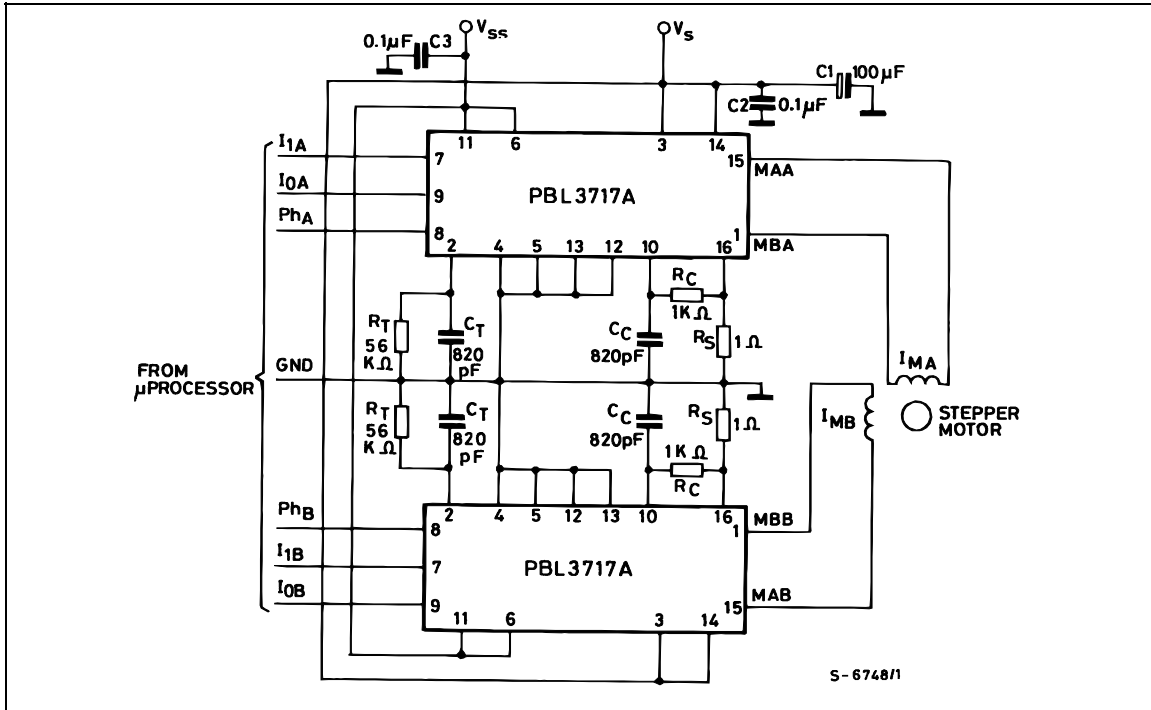 0.1µF C3 VSS VS
C1 100µF
C2 0.1µF
11 6 3 14
I1A 7 15 MAA
I0A 9 PBL3717A
PhA 8 1 MBA
2 4 5 13 12 10 16
RC
1KΩ
RT 56 KΩ
CT 820 pF
CC 820pF
RS 1Ω
IMA
FROM µPROCESSOR
GND
RT 56 KΩ
CT 820 pF
CC 820pF
RS 1Ω
IMB
STEPPER MOTOR
1KΩ
RC
2 4 5 12 13 10 16
PhB 8 1 MBB
I1B 7 PBL3717A
I0B 9 15 MAB
11 6 3 14
S-6748/1